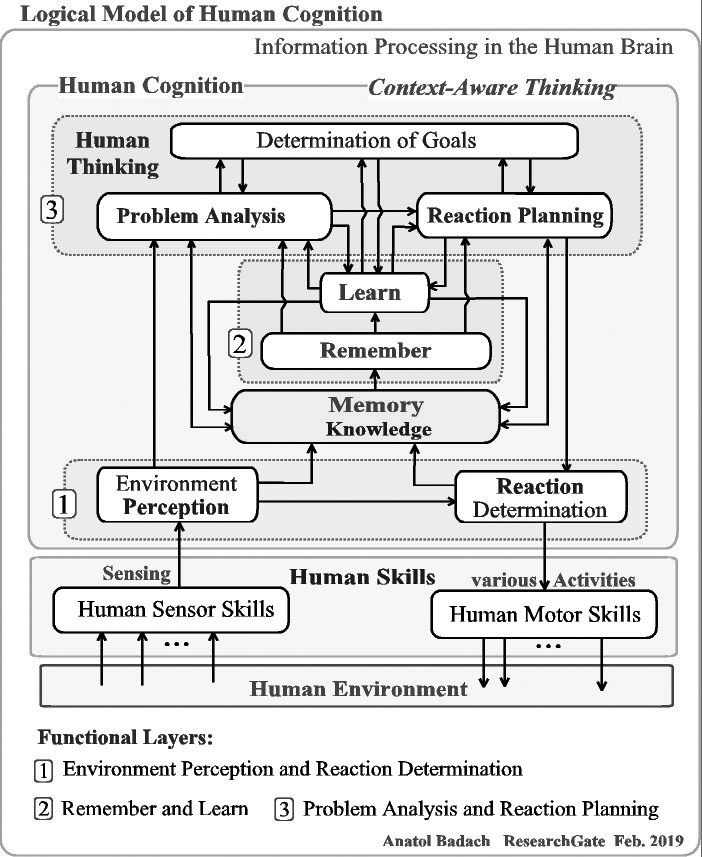 Logical Model of Human Cognition
Information Processing in the Human Brain
Human Cognition
Context-Aware Thinking
Human
Thinking
Determination of Goals
3
Problem Analysis
Reaction Planning
Learn
2
Remember
Memory
Knowledge
1
Environment
Perception
Reaction
Determination
Sensing
Human Skills
various Activities
Human Sensor Skills
Human Motor Skills
...
...
Human Environment
Functional Layers:
1 Environment Perception and Reaction Determination
2 Remember and Learn 3 Problem Analysis and Reaction Planning
Anatol Badach ResearchGate Feb. 2019